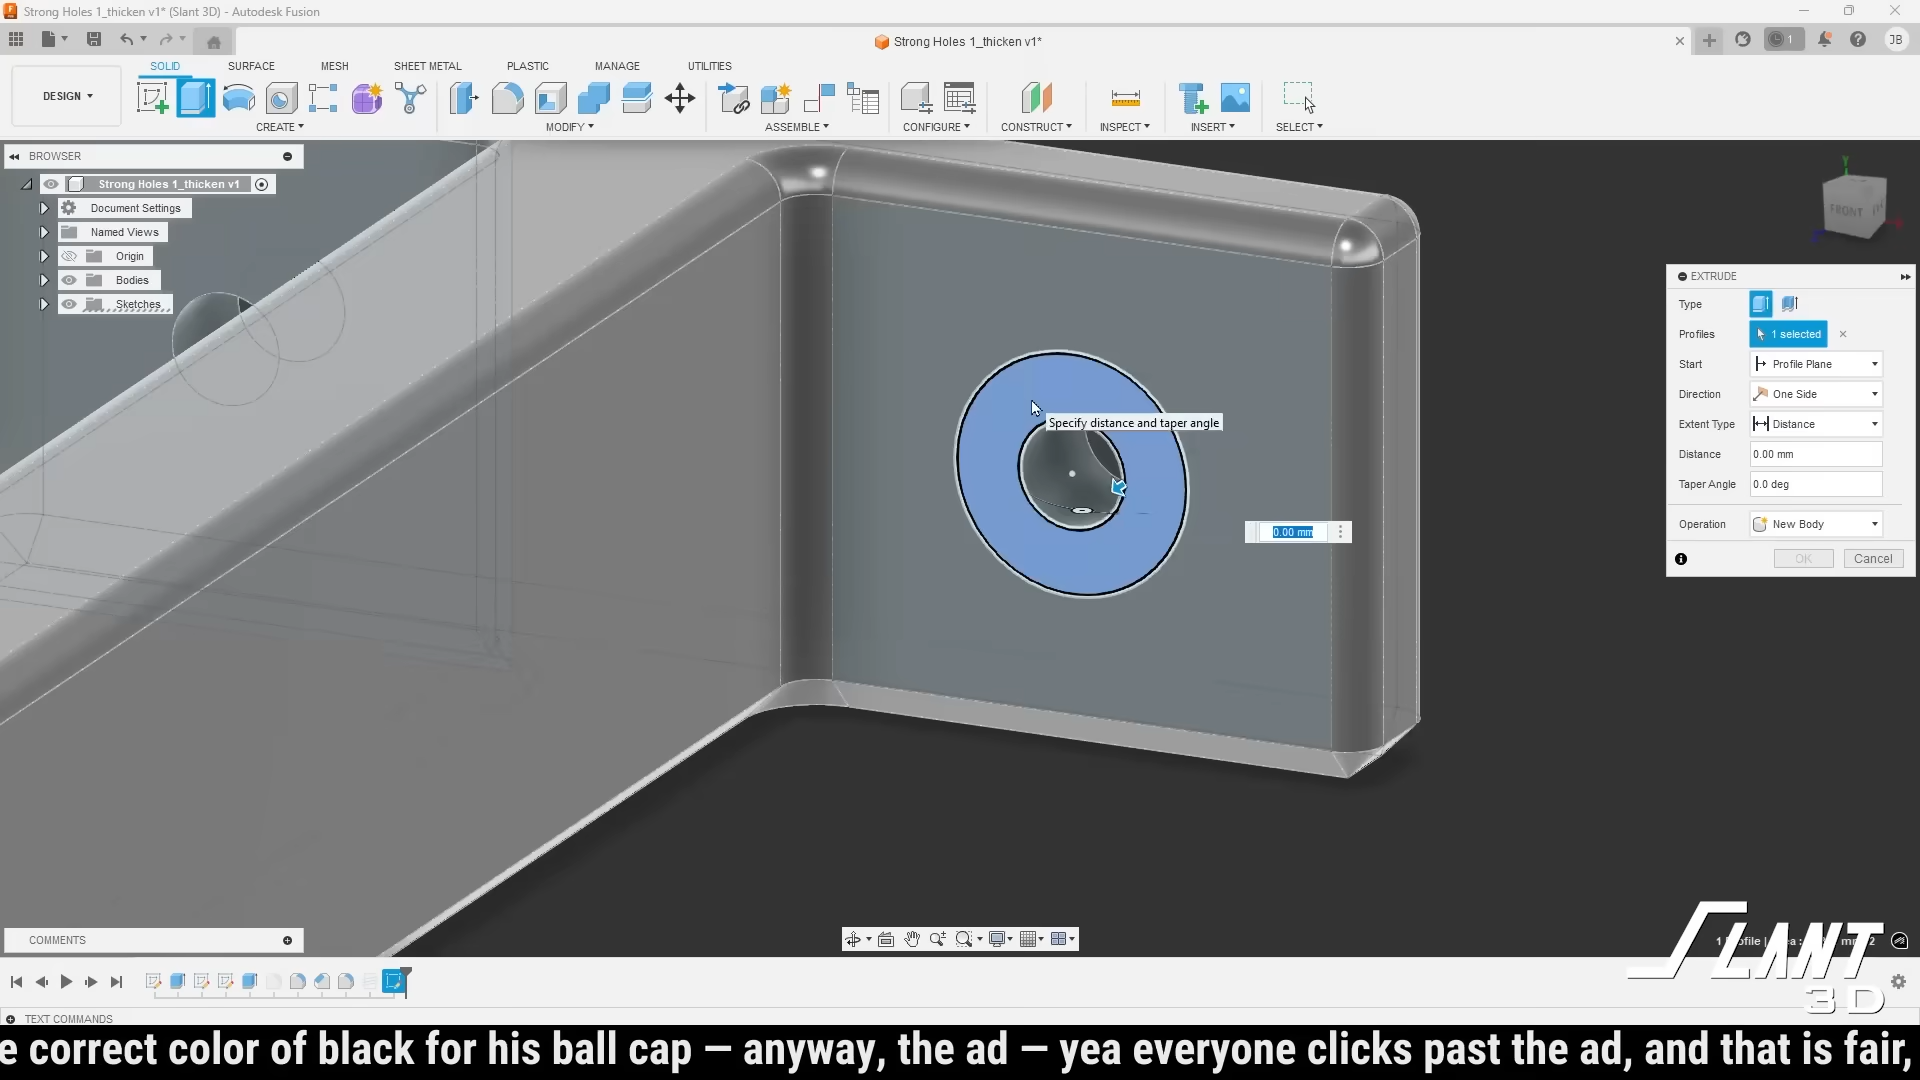 Strong Holes 1_thicken v1* (Slant 3D) - Autodesk Fusion
Strong Holes 1_thicken v1*
1
JB
DESIGN
SOLID
SURFACE
MESH
SHEET METAL
PLASTIC
MANAGE
UTILITIES
CREATE
MODIFY
ASSEMBLE
CONFIGURE
CONSTRUCT
INSPECT
INSERT
SELECT
BROWSER
Strong Holes 1_thicken v1
Document Settings
Named Views
Origin
Bodies
Sketches
Y
FRONT
EXTRUDE
Type
Profiles 1 selected
Start Profile Plane
Direction One Side
Extent Type Distance
Distance 0.00 mm
Taper Angle 0.0 deg
Operation New Body
OK Cancel
Specify distance and taper angle
0.00 mm
COMMENTS
SLANT
3D
TEXT COMMANDS
e correct color of black for his ball cap — anyway, the ad — yea everyone clicks past the ad, and that is fair,